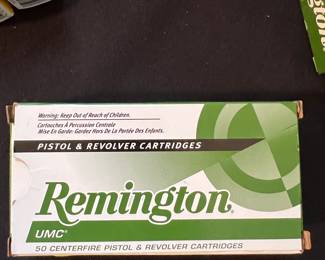 Warning: Keep Out of Reach of Children.
Cartouches À Percussion Centrale
Mise En Garde: Gardez Hors De La Portée Des Enfants.
PISTOL & REVOLVER CARTRIDGES
Remington
UMC®
50 CENTERFIRE PISTOL & REVOLVER CARTRIDGES